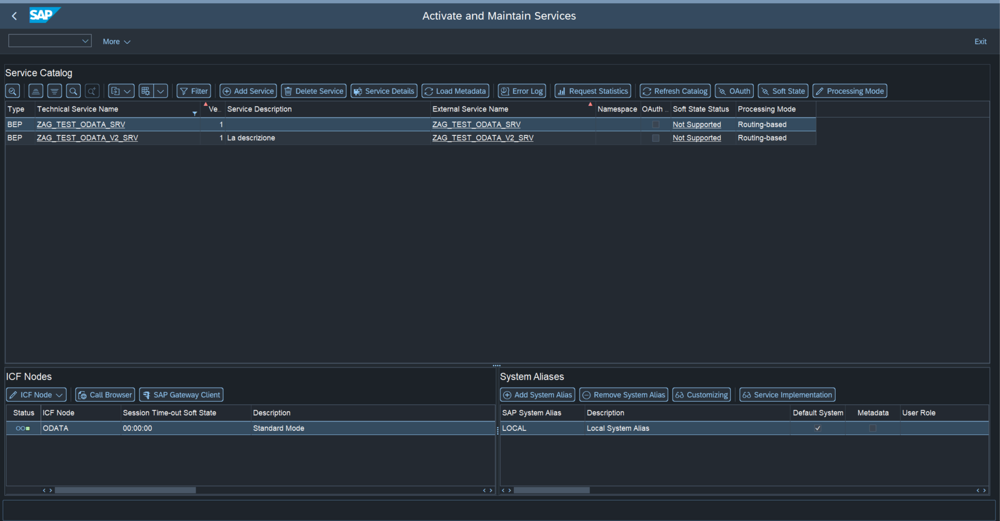 SAP
Activate and Maintain Services
More
Exit
Service Catalog
Filter Add Service Delete Service Service Details Load Metadata Error Log Request Statistics Refresh Catalog OAuth Soft State Processing Mode
Type Technical Service Name Ve... Service Description External Service Name Namespace OAuth ... Soft State Status Processing Mode
BEP ZAG_TEST_ODATA_SRV 1 ZAG_TEST_ODATA_SRV Not Supported Routing-based
BEP ZAG_TEST_ODATA_V2_SRV 1 La descrizione ZAG_TEST_ODATA_V2_SRV Not Supported Routing-based
ICF Nodes
ICF Node Call Browser SAP Gateway Client
Status ICF Node Session Time-out Soft State Description
ODATA 00:00:00 Standard Mode
System Aliases
Add System Alias Remove System Alias Customizing Service Implementation
SAP System Alias Description Default System Metadata User Role
LOCAL Local System Alias